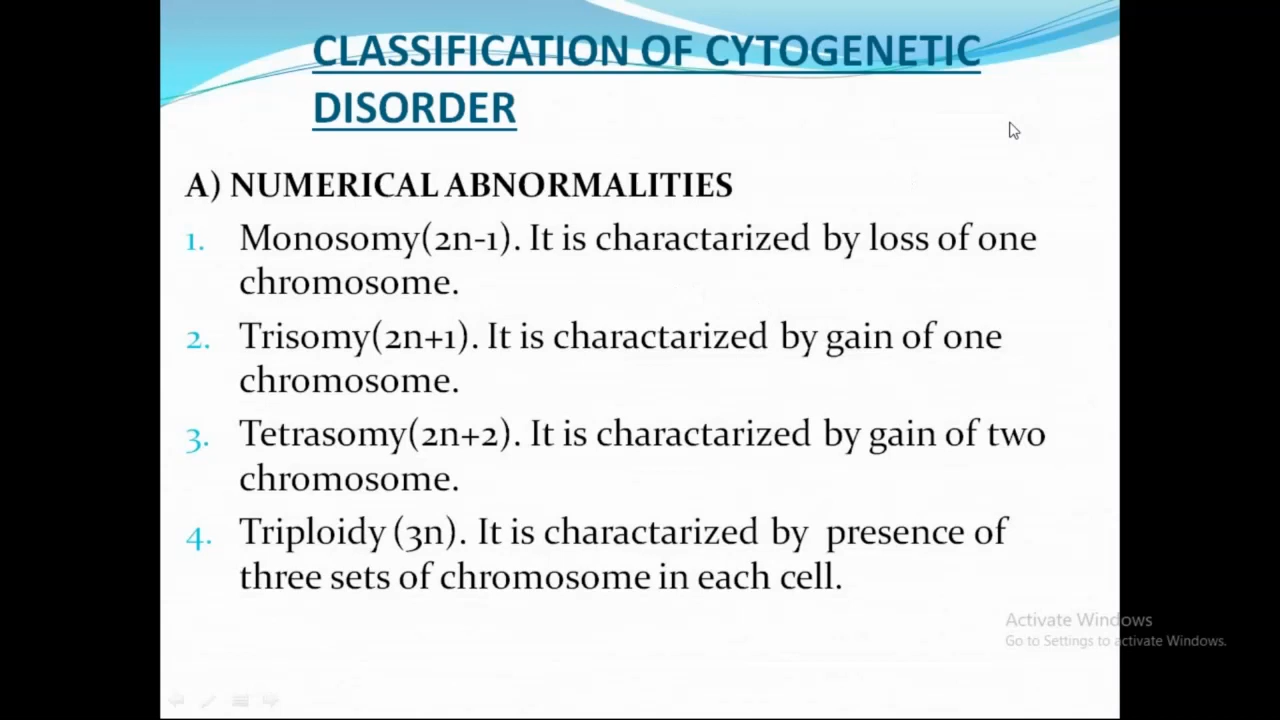 CLASSIFICATION OF CYTOGENETIC
DISORDER
A) NUMERICAL ABNORMALITIES
1. Monosomy(2n-1). It is charactarized by loss of one
chromosome.
2. Trisomy(2n+1). It is charactarized by gain of one
chromosome.
3. Tetrasomy(2n+2). It is charactarized by gain of two
chromosome.
4. Triploidy (3n). It is charactarized by presence of
three sets of chromosome in each cell.
Activate Windows
Go to Settings to activate Windows.